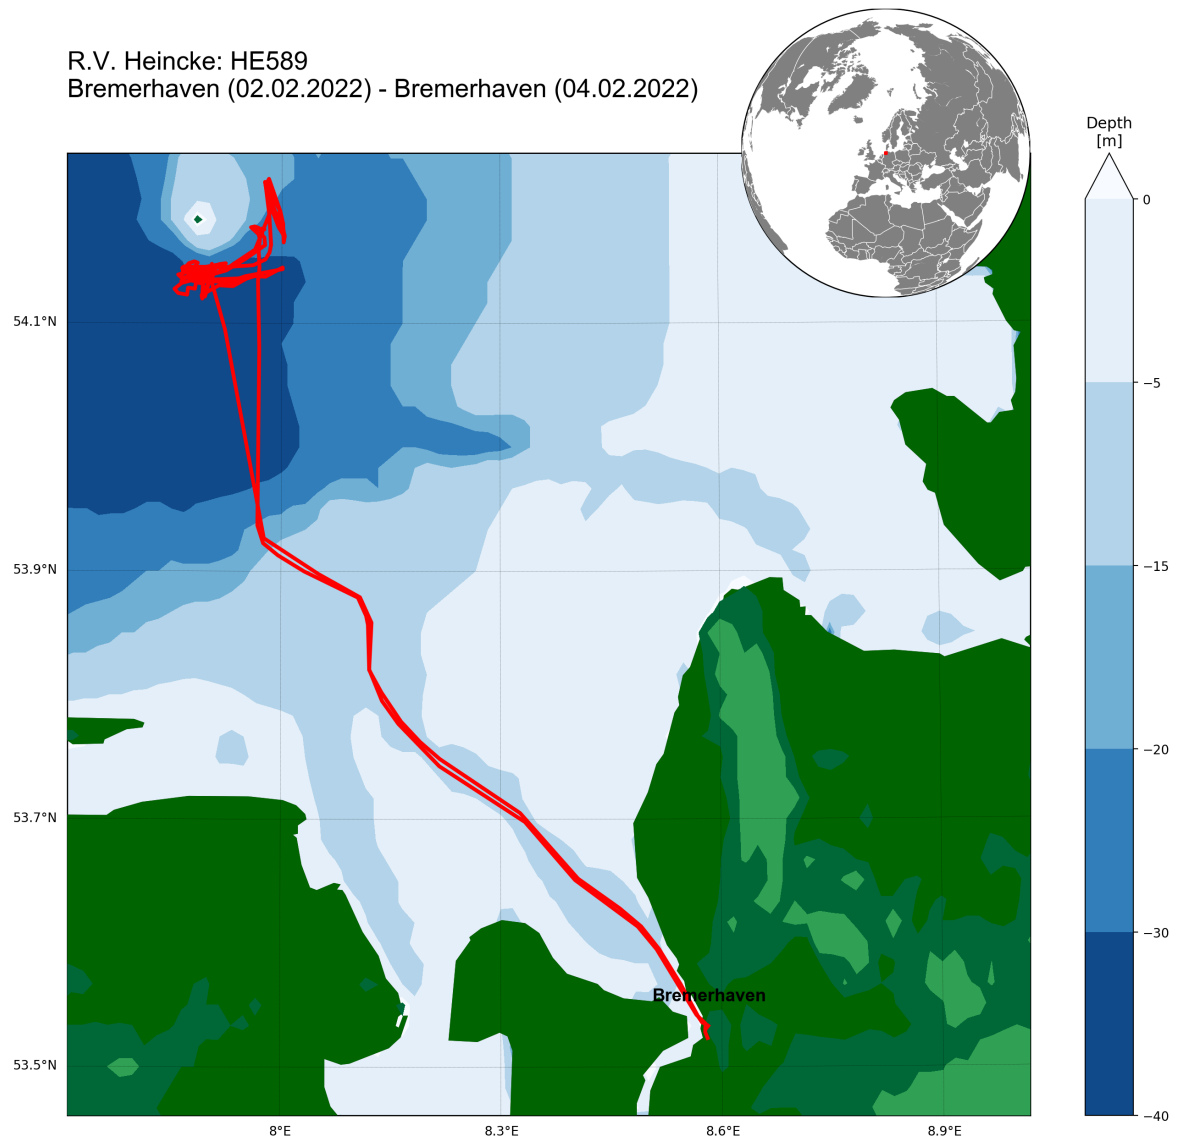 R.V. Heincke: HE589
Bremerhaven (02.02.2022) - Bremerhaven (04.02.2022)
Depth
[m]
0
−5
−15
−20
−30
−40
54.1°N
53.9°N
53.7°N
53.5°N
Bremerhaven
8°E
8.3°E
8.6°E
8.9°E